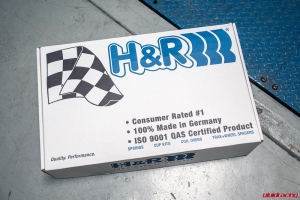 H&R®
• Consumer Rated #1
• 100% Made in Germany
• ISO 9001 QAS Certified Product
SPRINGS CUP KITS COIL OVERS TRAK+WHEEL SPACERS
Quality. Performance.
H&R
vividracing